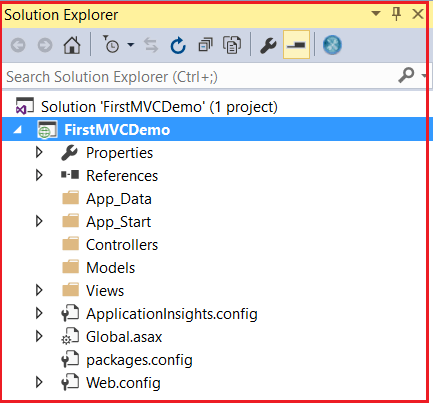 Solution Explorer
Search Solution Explorer (Ctrl+;)
Solution 'FirstMVCDemo' (1 project)
FirstMVCDemo
Properties
References
App_Data
App_Start
Controllers
Models
Views
ApplicationInsights.config
Global.asax
packages.config
Web.config